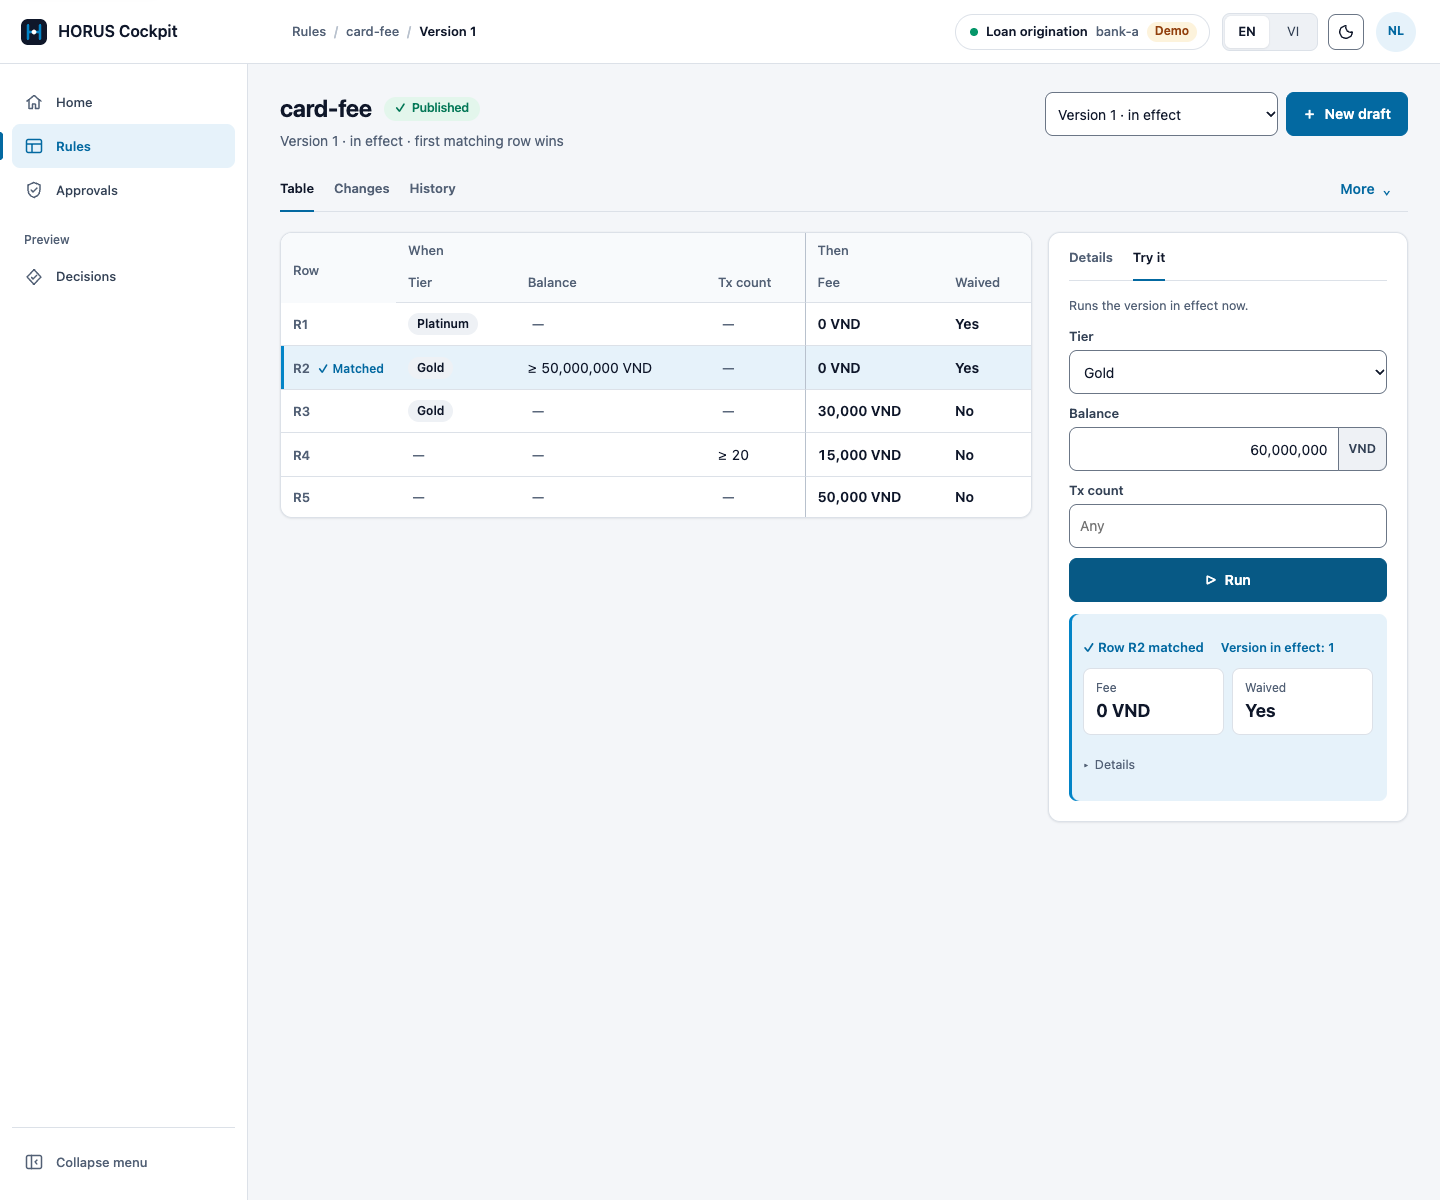 HORUS Cockpit
Rules / card-fee / Version 1
Loan origination bank-a Demo
EN VI
NL
Home
Rules
Approvals
Preview
Decisions
Collapse menu
card-fee ✓ Published
Version 1 · in effect · first matching row wins
Version 1 · in effect
+ New draft
Table Changes History
More
Row When Then
Tier Balance Tx count Fee Waived
R1 Platinum — — 0 VND Yes
R2 ✓ Matched Gold ≥ 50,000,000 VND — 0 VND Yes
R3 Gold — — 30,000 VND No
R4 — — ≥ 20 15,000 VND No
R5 — — — 50,000 VND No
Details Try it
Runs the version in effect now.
Tier
Gold
Balance
60,000,000 VND
Tx count
Any
Run
✓ Row R2 matched Version in effect: 1
Fee
0 VND
Waived
Yes
Details